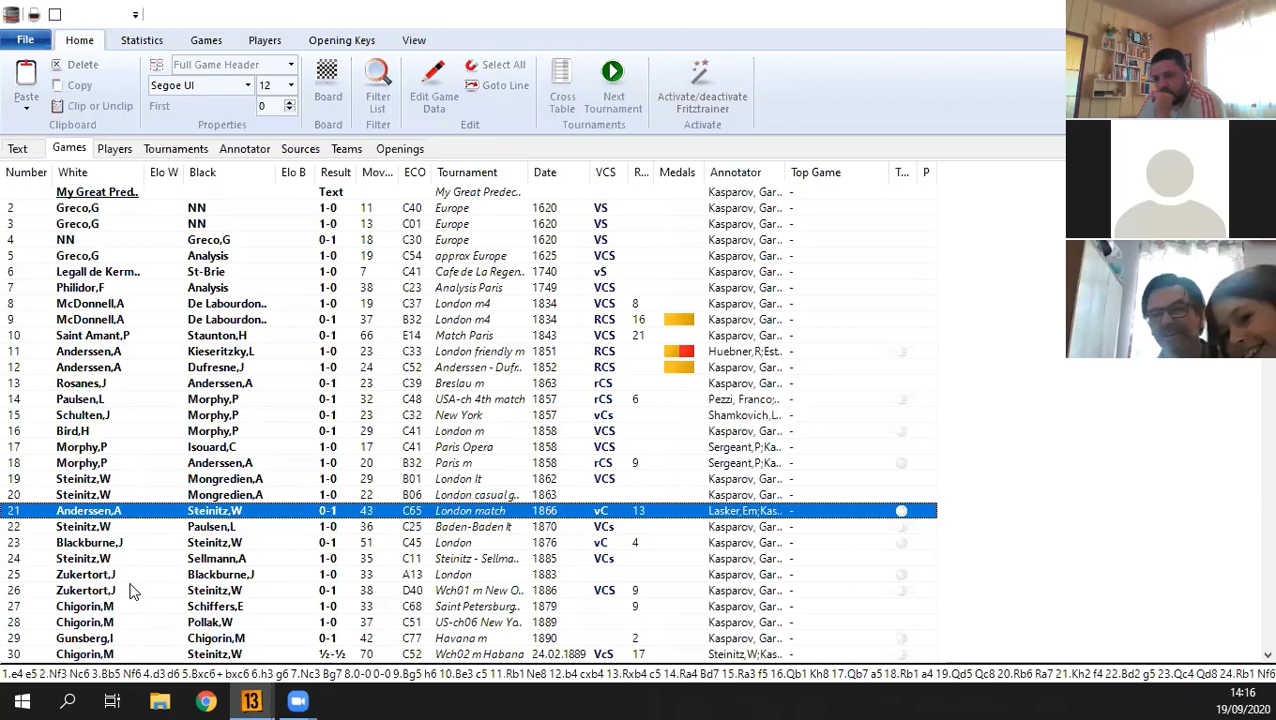 File Home Statistics Games Players Opening Keys View
Delete Full Game Header Select All
Copy Segoe UI 12 Go to Line
Paste Clip or Unclip First 0 Board Filter List Edit Game Data Cross Table Next Tournament Activate/deactivate Fritztrainer
Clipboard Properties Board Filter Edit Tournaments Activate
Text Games Players Tournaments Annotator Sources Teams Openings
Number White Elo W Black Elo B Result Mov... ECO Tournament Date VCS R... Medals Annotator Top Game T... P
My Great Pred.. Text My Great Predec.. Kasparov, Gar.. -
2 Greco,G NN 1-0 11 C40 Europe 1620 VS Kasparov, Gar.. -
3 Greco,G NN 1-0 13 C01 Europe 1620 VS Kasparov, Gar.. -
4 NN Greco,G 0-1 18 C30 Europe 1620 VS Kasparov, Gar.. -
5 Greco,G Analysis 1-0 19 C54 approx Europe 1625 VCS Kasparov, Gar.. -
6 Legall de Kerm.. St-Brie 1-0 7 C41 Cafe de La Regen.. 1740 vS Kasparov, Gar.. -
7 Philidor,F Analysis 1-0 38 C23 Analysis Paris 1749 VCS Kasparov, Gar.. -
8 McDonnell,A De Labourdon.. 0-1 19 C37 London m4 1834 VCS 8 Kasparov, Gar.. -
9 McDonnell,A De Labourdon.. 0-1 37 B32 London m4 1834 RCS 16 Kasparov, Gar.. -
10 Saint Amant,P Staunton,H 0-1 66 E14 Match Paris 1843 VCS 21 Kasparov, Gar.. -
11 Anderssen,A Kieseritzky,L 1-0 23 C33 London friendly m 1851 RCS Huebner,R;Est.. -
12 Anderssen,A Dufresne,J 1-0 24 C52 Anderssen - Dufr.. 1852 RCS Kasparov, Gar.. -
13 Rosanes,J Anderssen,A 0-1 23 C39 Breslau m 1863 rCS Kasparov, Gar.. -
14 Paulsen,L Morphy,P 0-1 32 C48 USA-ch 4th match 1857 rCS 6 Pezzi, Franco;.. -
15 Schulten,J Morphy,P 0-1 23 C32 New York 1857 vCs Shamkovich,L.. -
16 Bird,H Morphy,P 0-1 29 C41 London m 1858 VCS Kasparov, Gar.. -
17 Morphy,P Isouard,C 1-0 17 C41 Paris Opera 1858 VCS Sergeant,P;Ka.. -
18 Morphy,P Anderssen,A 1-0 20 B32 Paris m 1858 rCS 9 Sergeant,P;Ka.. -
19 Steinitz,W Mongredien,A 1-0 29 B01 London lt 1862 VCS Kasparov, Gar.. -
20 Steinitz,W Mongredien,A 1-0 22 B06 London casual g.. 1863 Kasparov, Gar.. -
21 Anderssen,A Steinitz,W 0-1 43 C65 London match 1866 vC 13 Lasker,Em;Kas.. -
22 Steinitz,W Paulsen,L 1-0 36 C25 Baden-Baden lt 1870 VCs Kasparov, Gar.. -
23 Blackburne,J Steinitz,W 0-1 51 C45 London 1876 vC 4 Kasparov, Gar.. -
24 Steinitz,W Sellmann,A 1-0 35 C11 Steinitz - Sellma.. 1885 VCs Kasparov, Gar.. -
25 Zukertort,J Blackburne,J 1-0 33 A13 London 1883 Kasparov, Gar.. -
26 Zukertort,J Steinitz,W 0-1 38 D40 Wch01 m New O.. 1886 VCS 9 Kasparov, Gar.. -
27 Chigorin,M Schiffers,E 1-0 33 C68 Saint Petersburg.. 1879 9 Kasparov, Gar.. -
28 Chigorin,M Pollak,W 1-0 37 C51 US-ch06 New Yo.. 1889 Kasparov, Gar.. -
29 Gunsberg,I Chigorin,M 0-1 42 C77 Havana m 1890 2 Kasparov, Gar.. -
30 Chigorin,M Steinitz,W ½-½ 70 C52 Wch02 m Habana 24.02.1889 VcS 17 Steinitz,W;Kas.. -
1.e4 e5 2.Nf3 Nc6 3.Bb5 Nf6 4.d3 d6 5.Bxc6+ bxc6 6.h3 g6 7.Nc3 Bg7 8.0-0 0-0 9.Bg5 h6 10.Be3 c5 11.Rb1 Ne8 12.b4 cxb4 13.Rxb4 c5 14.Ra4 Bd7 15.Ra3 f5 16.Qb1 Kh8 17.Qb7 a5 18.Rb1 a4 19.Qd5 Qc8 20.Rb6 Ra7 21.Kh2 f4 22.Bd2 g5 23.Qc4 Qd8 24.Rb1 Nf6
13
14:16
19/09/2020